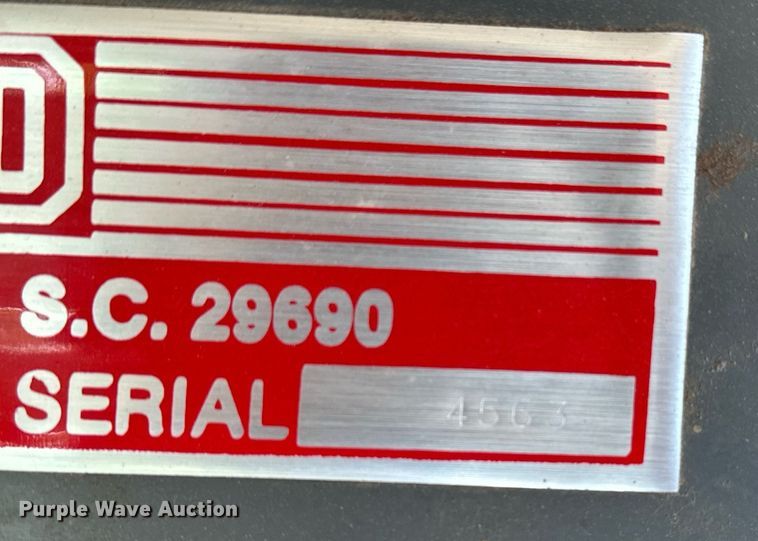 D
S.C. 29690
SERIAL 4563
Purple Wave Auction